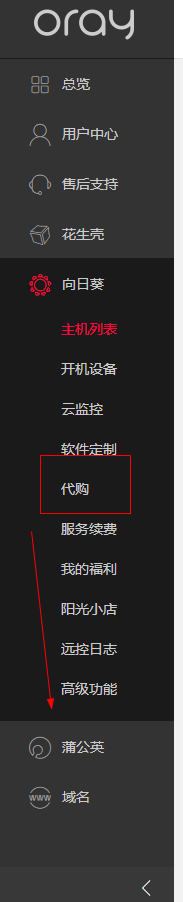 oray
总览
用户中心
售后支持
花生壳
向日葵
主机列表
开机设备
云监控
软件定制
代购
服务续费
我的福利
阳光小店
远控日志
高级功能
蒲公英
www 域名